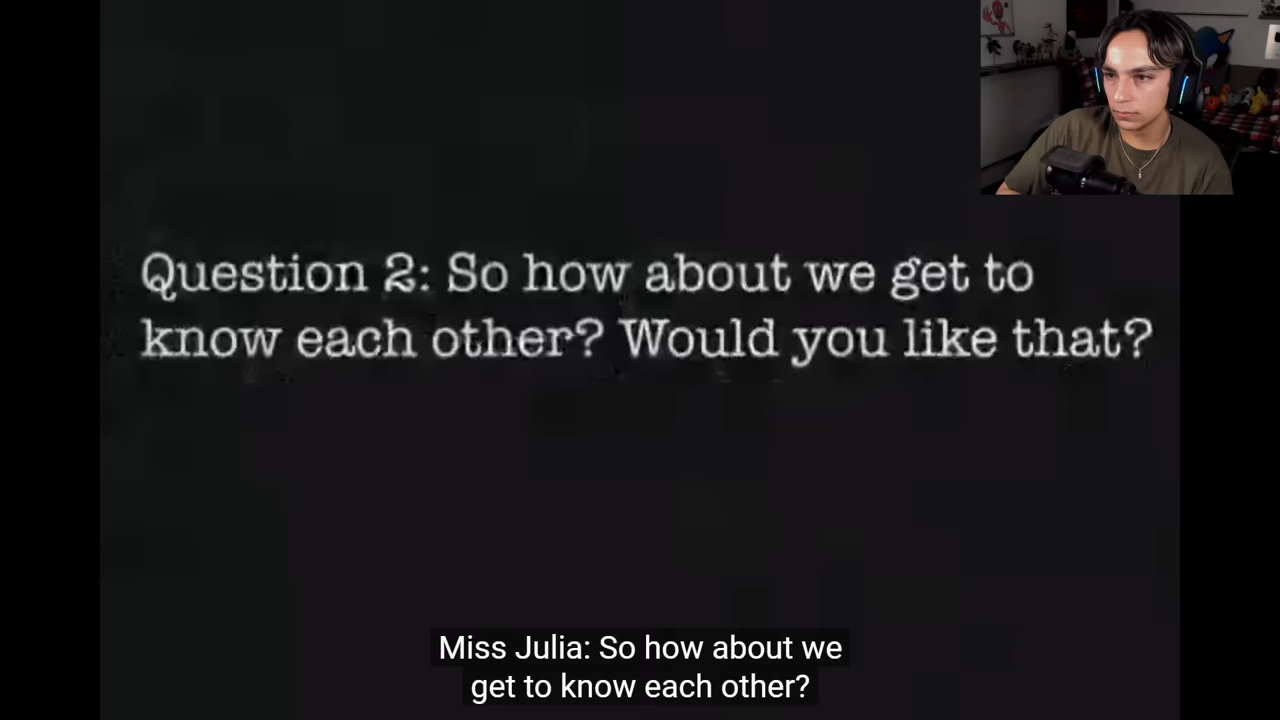 Question 2: So how about we get to
know each other? Would you like that?
Miss Julia: So how about we
get to know each other?